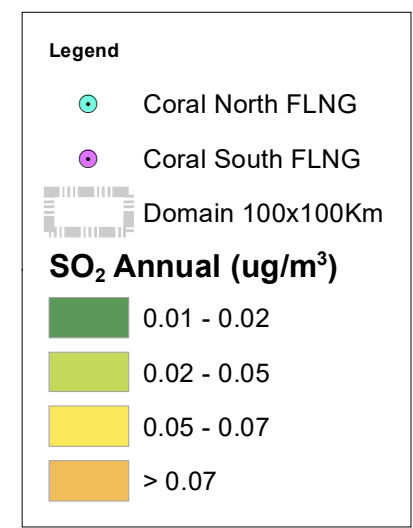 Legend
Coral North FLNG
Coral South FLNG
Domain 100x100Km
SO₂ Annual (ug/m³)
0.01 - 0.02
0.02 - 0.05
0.05 - 0.07
> 0.07